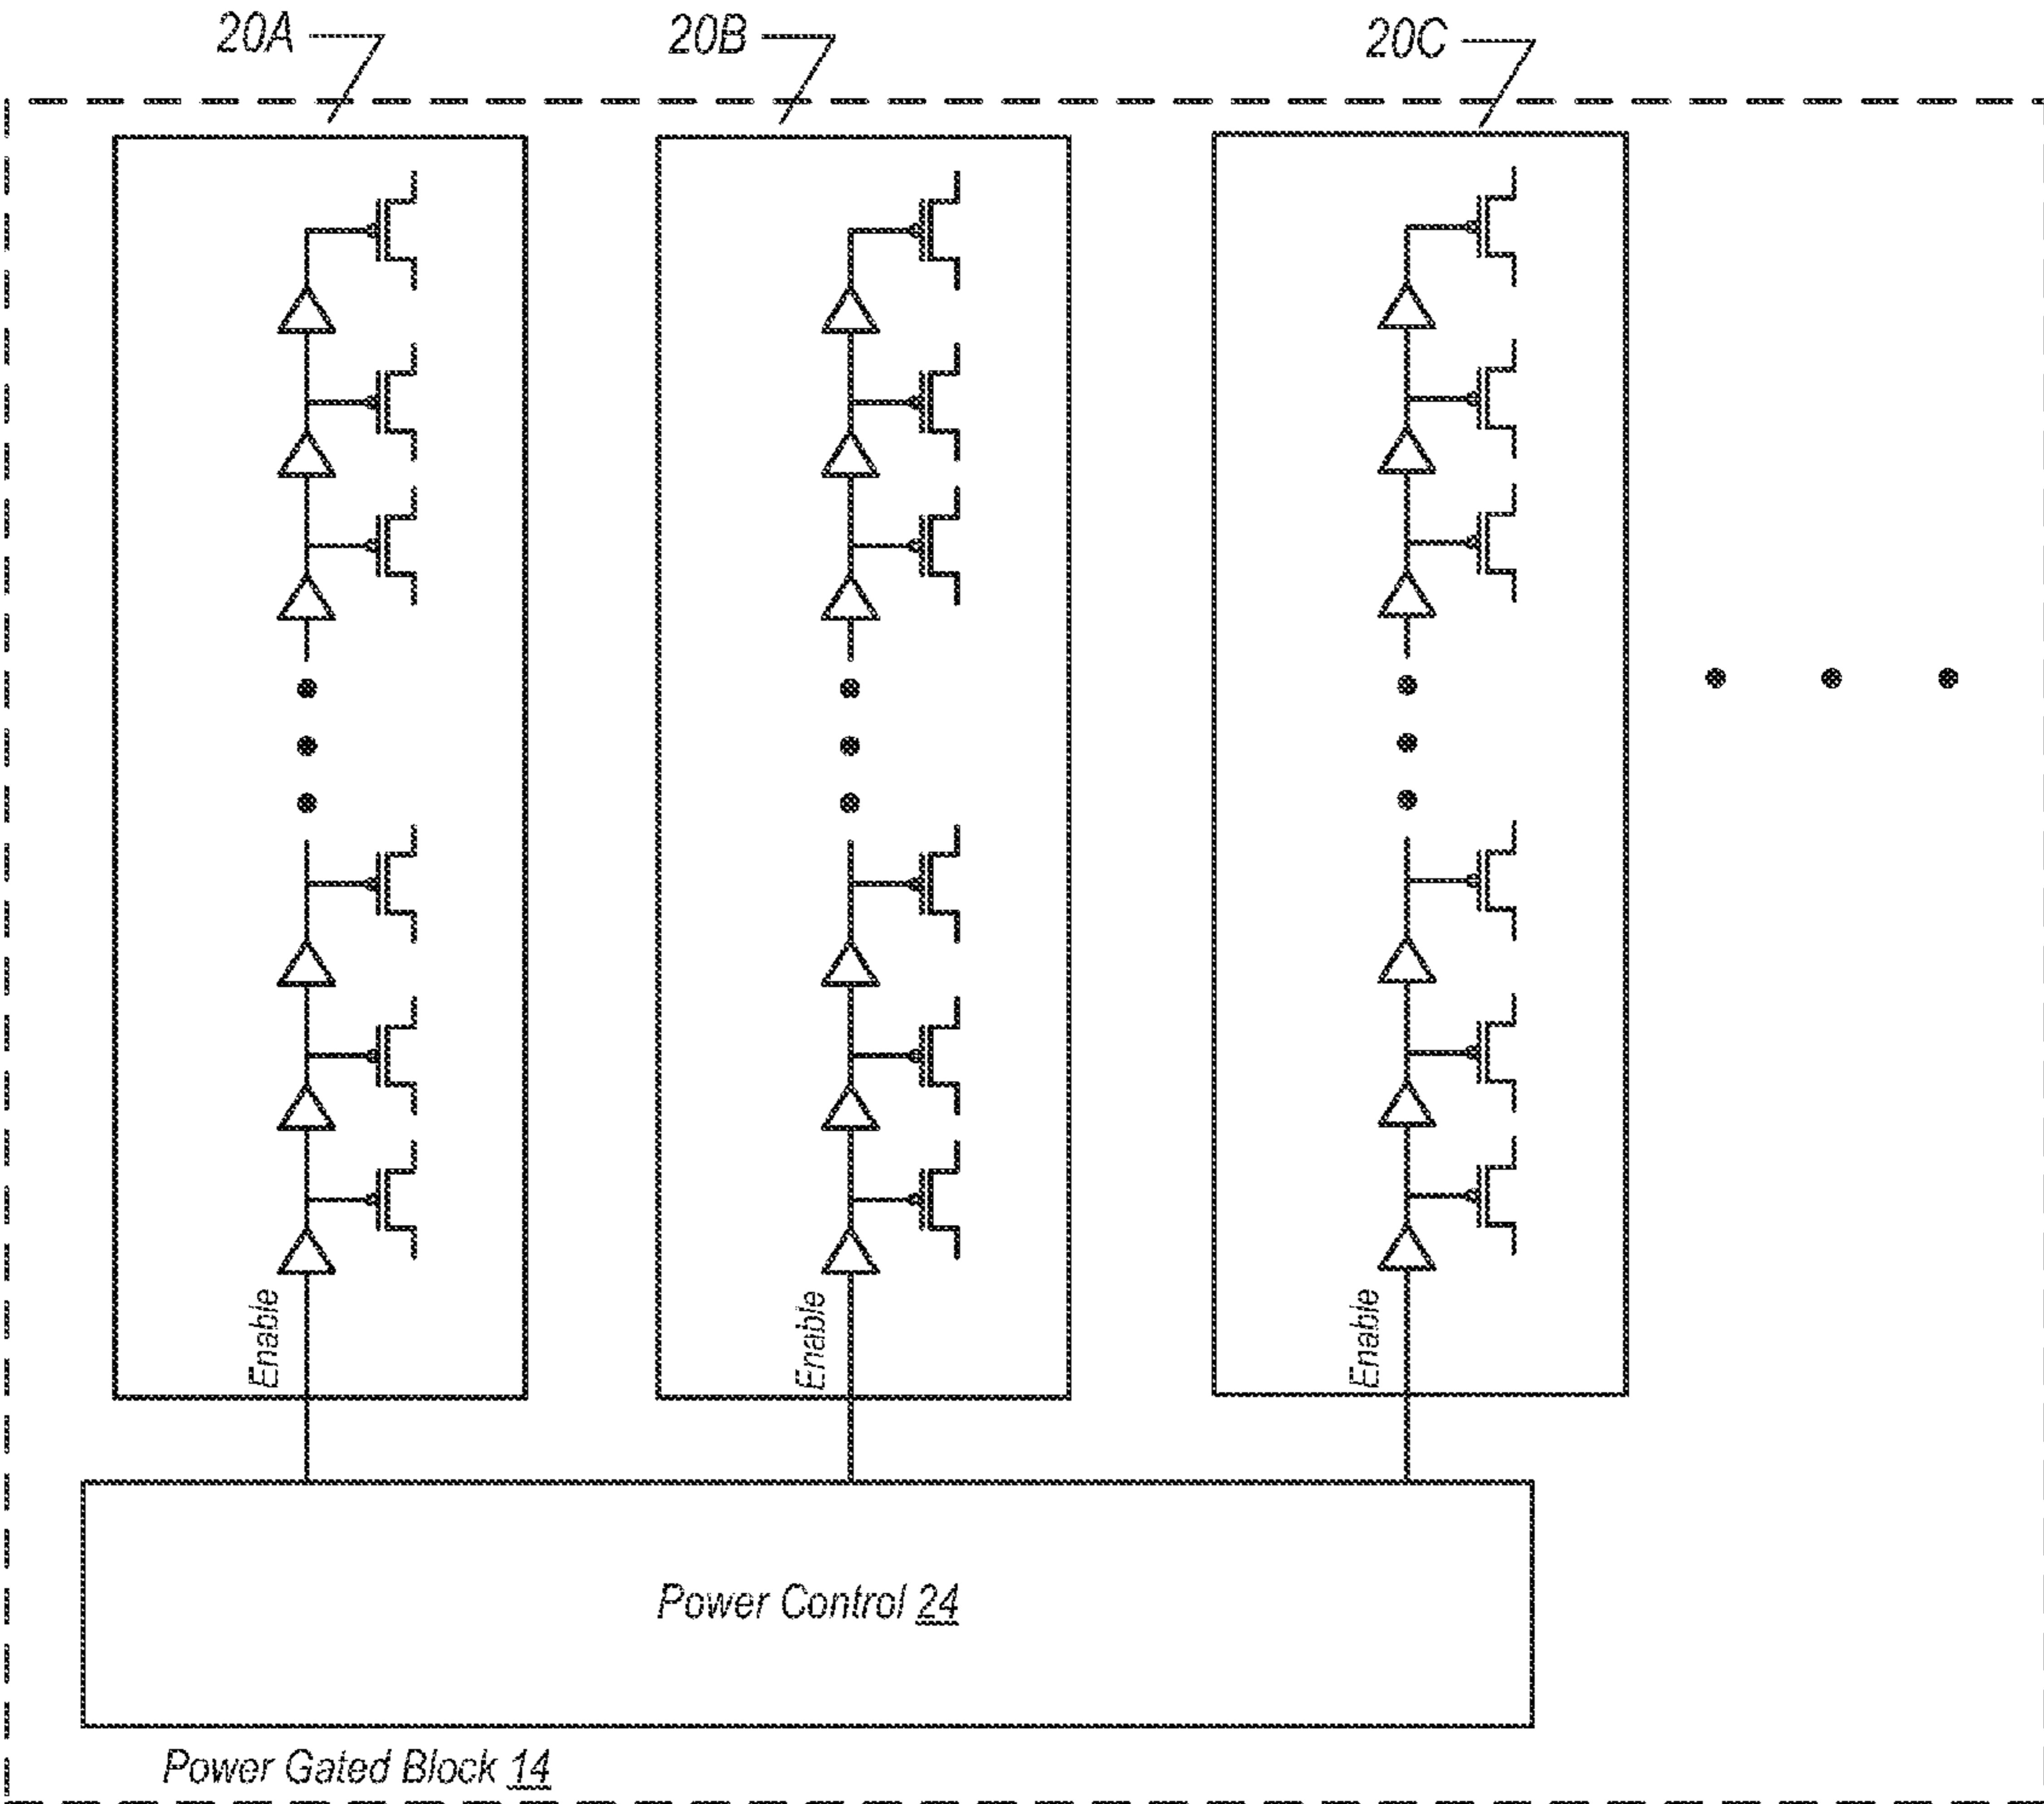 20A
20B
20C
Enable
Enable
Enable
Power Control 24
Power Gated Block 14